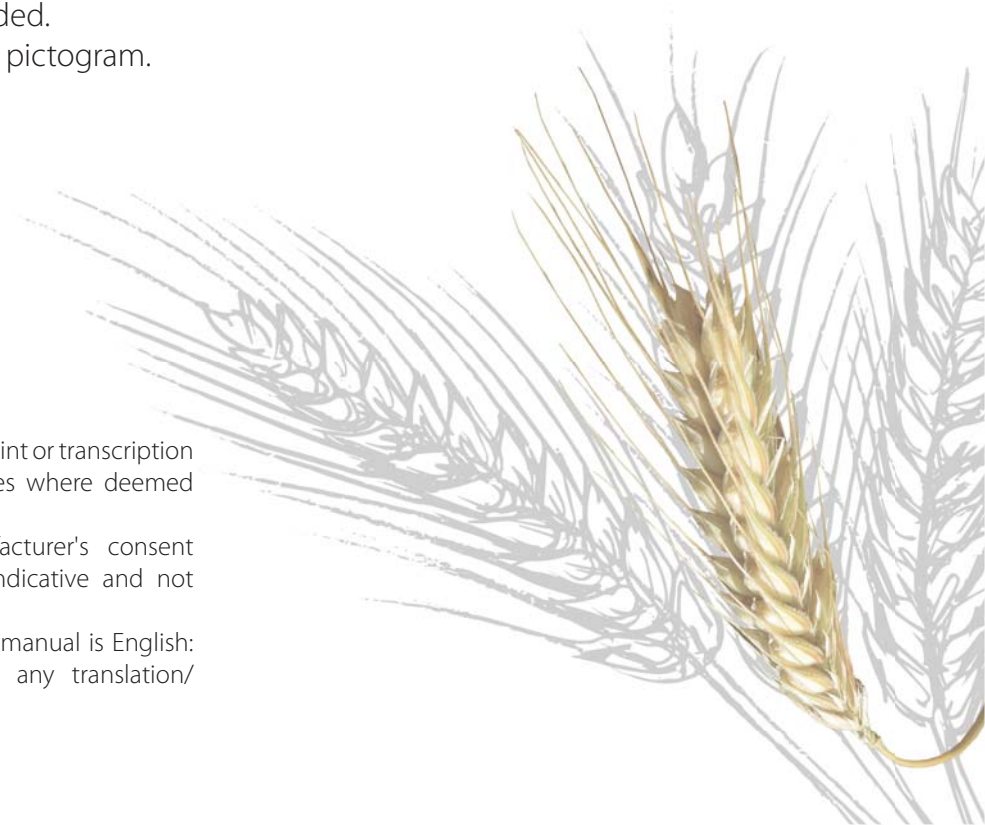 ded.
pictogram.
int or transcription
es where deemed
acturer's consent
ndicative and not
manual is English:
any translation/